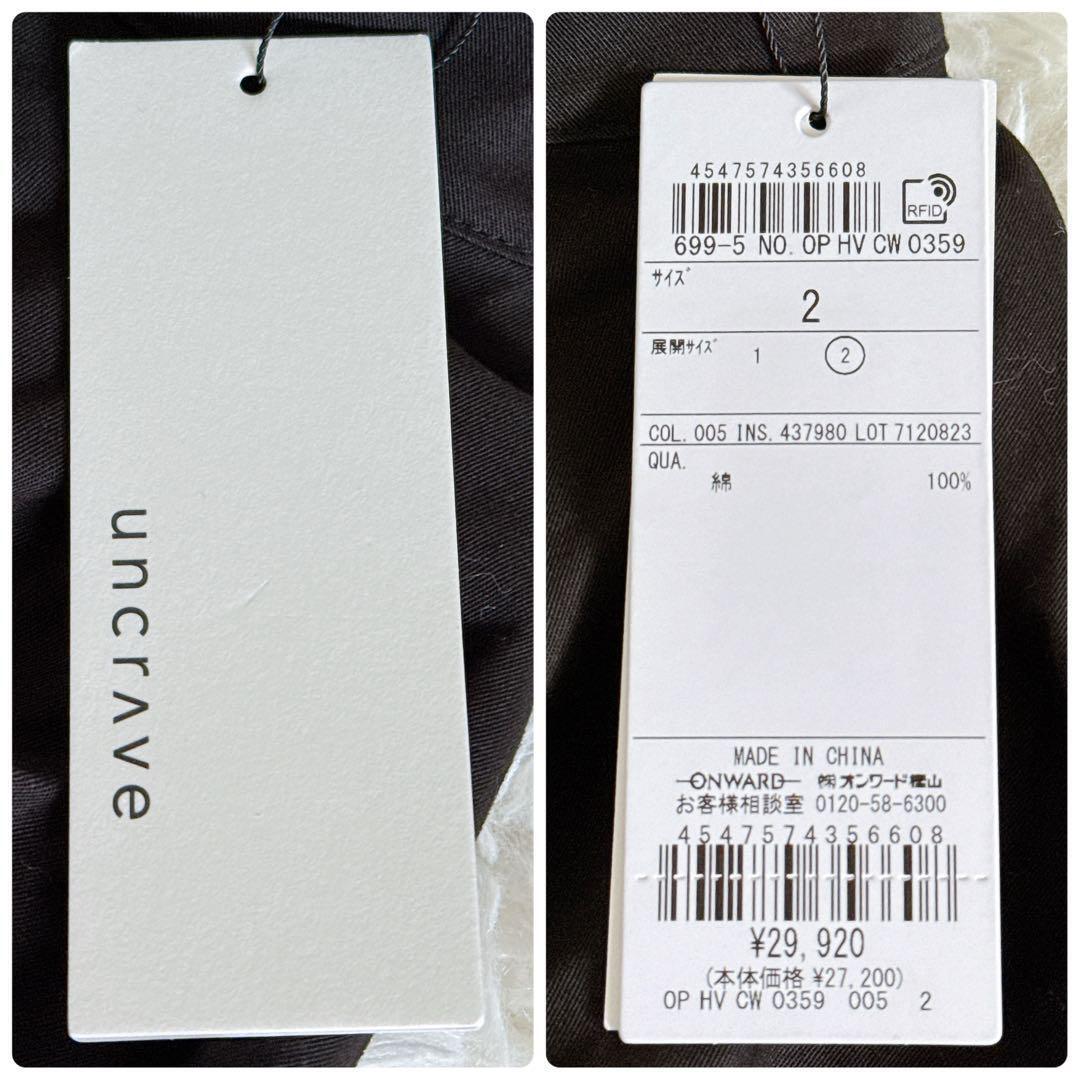 uncrʌve
4547574356608
RFID
699-5 NO. OP HV CW 0359
サイズ
2
展開サイズ 1 2
COL. 005 INS. 437980 LOT 7120823
QUA.
綿 100%
MADE IN CHINA
ONWARD ㈱オンワード樫山
お客様相談室 0120-58-6300
4547574356608
¥29,920
(本体価格 ¥27,200)
OP HV CW 0359 005 2